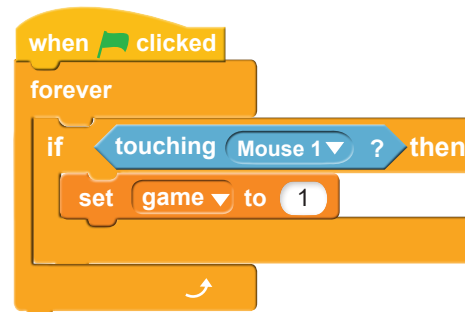 when clicked
forever
if touching Mouse 1 ? then
set game to 1